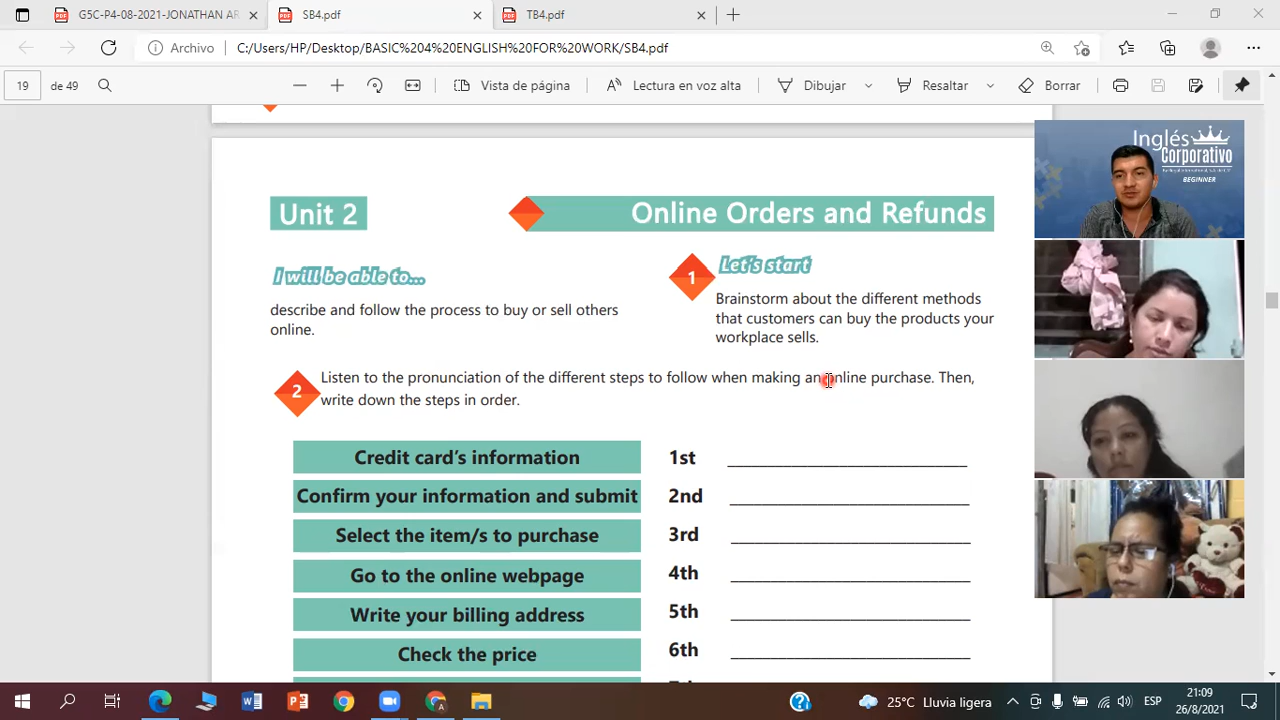 G5C-P4-08-2021-JONATHAN AR
SB4.pdf
TB4.pdf
Archivo
C:/Users/HP/Desktop/BASIC%204%20ENGLISH%20FOR%20WORK/SB4.pdf
19
de 49
Vista de página
Lectura en voz alta
Dibujar
Resaltar
Borrar
Unit 2
Online Orders and Refunds
I will be able to...
describe and follow the process to buy or sell others
online.
1
Let's start
Brainstorm about the different methods
that customers can buy the products your
workplace sells.
2
Listen to the pronunciation of the different steps to follow when making an online purchase. Then,
write down the steps in order.
Credit card's information
1st
Confirm your information and submit
2nd
Select the item/s to purchase
3rd
Go to the online webpage
4th
Write your billing address
5th
Check the price
6th
Inglés
Corporativo
BEGINNER
25°C Lluvia ligera
ESP
21:09
26/8/2021